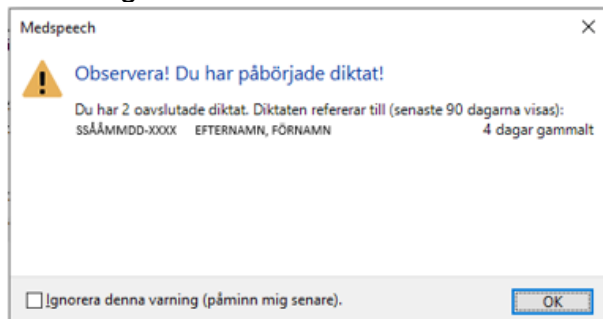 Medspeech
Observera! Du har påbörjade diktat!
Du har 2 oavslutade diktat. Diktaten refererar till (senaste 90 dagarna visas):
SSÅÅMMDD-XXXX EFTERNAMN, FÖRNAMN 4 dagar gammalt
Ignorera denna varning (påminn mig senare).
OK